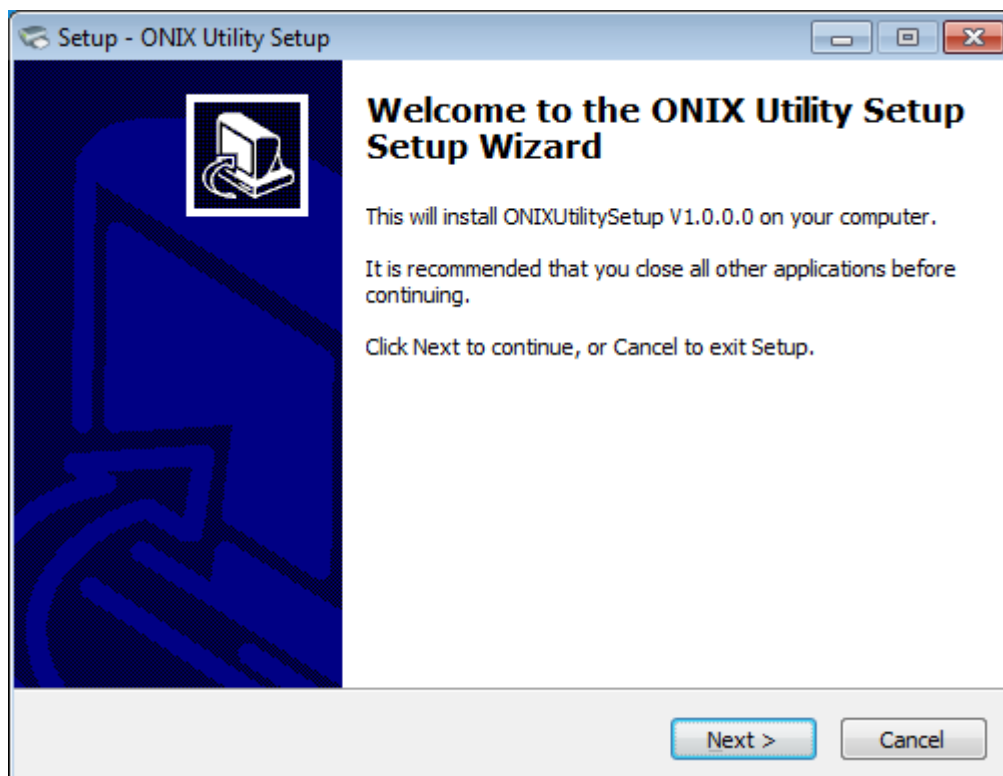 Setup - ONIX Utility Setup
Welcome to the ONIX Utility Setup
Setup Wizard
This will install ONIXUtilitySetup V1.0.0.0 on your computer.
It is recommended that you close all other applications before
continuing.
Click Next to continue, or Cancel to exit Setup.
Next >
Cancel